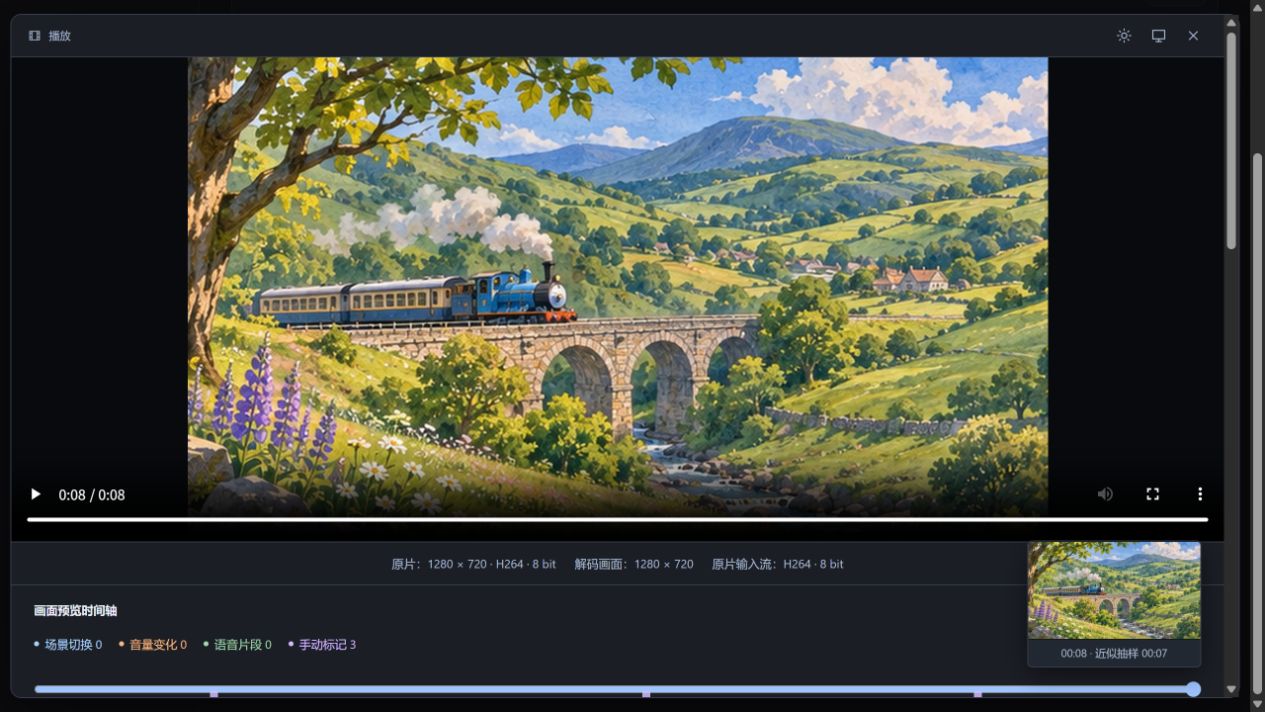 播放
0:08 / 0:08
原片：1280 × 720 · H264 · 8 bit 解码画面：1280 × 720 原片输入流：H264 · 8 bit
画面预览时间轴
场景切换 0 音量变化 0 语音片段 0 手动标记 3
00:08 · 近似抽样 00:07